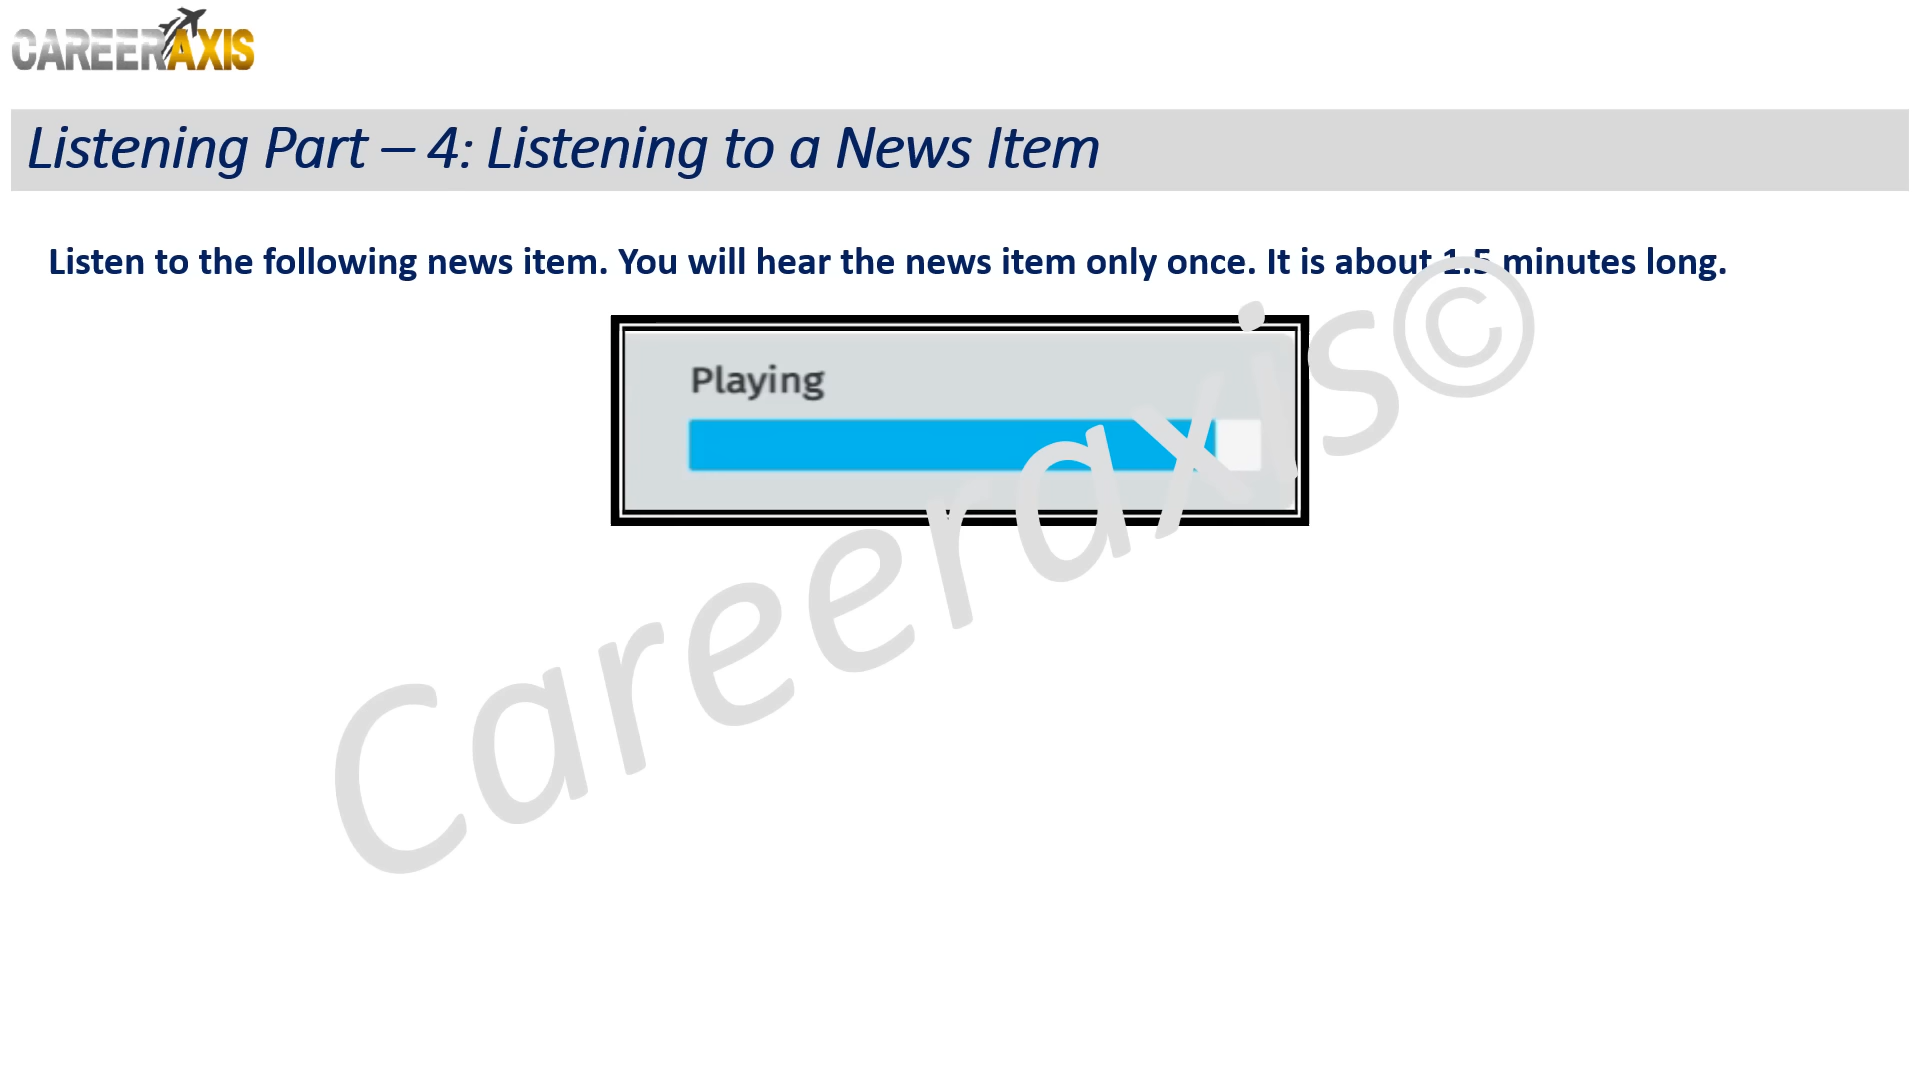 CAREERAXIS
Listening Part – 4: Listening to a News Item
Listen to the following news item. You will hear the news item only once. It is about 1.5 minutes long.
Playing
Careeraxis©